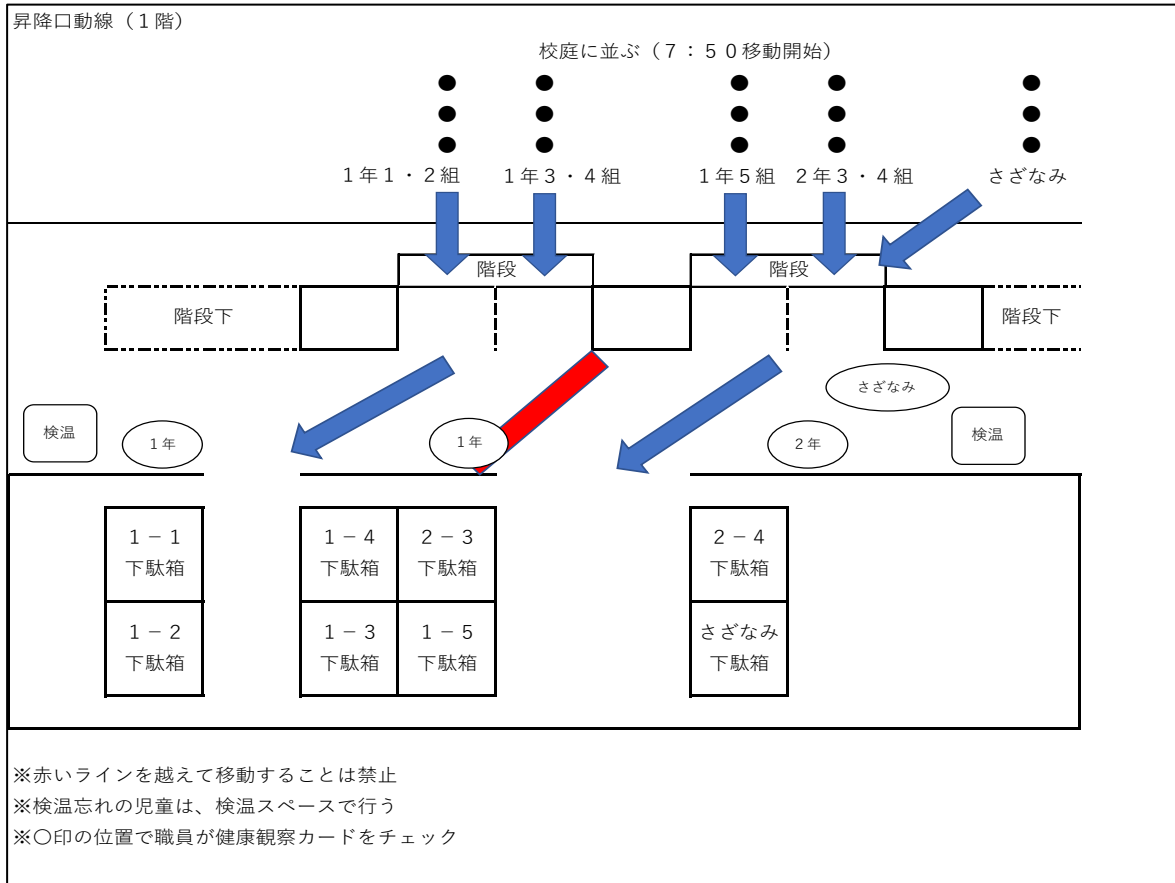 昇降口動線（１階）
校庭に並ぶ（７：５０移動開始）
１年１・２組
１年３・４組
１年５組
２年３・４組
さざなみ
階段
階段
階段下
階段下
さざなみ
検温
１年
１年
２年
検温
１－１
下駄箱
１－４
下駄箱
２－３
下駄箱
２－４
下駄箱
１－２
下駄箱
１－３
下駄箱
１－５
下駄箱
さざなみ
下駄箱
※赤いラインを越えて移動することは禁止
※検温忘れの児童は、検温スペースで行う
※〇印の位置で職員が健康観察カードをチェック